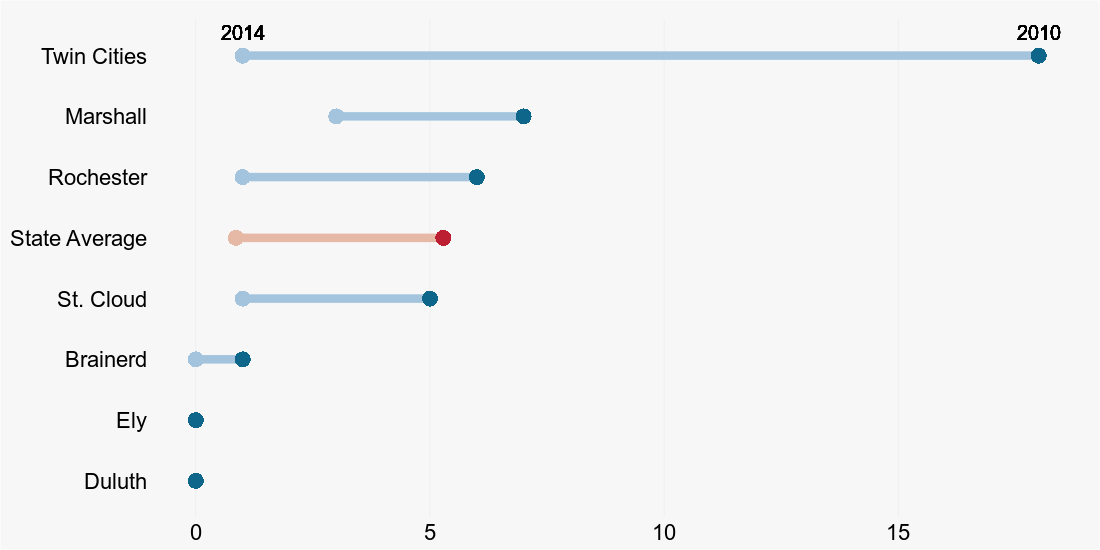 2014 2010
Twin Cities
Marshall
Rochester
State Average
St. Cloud
Brainerd
Ely
Duluth
0 5 10 15